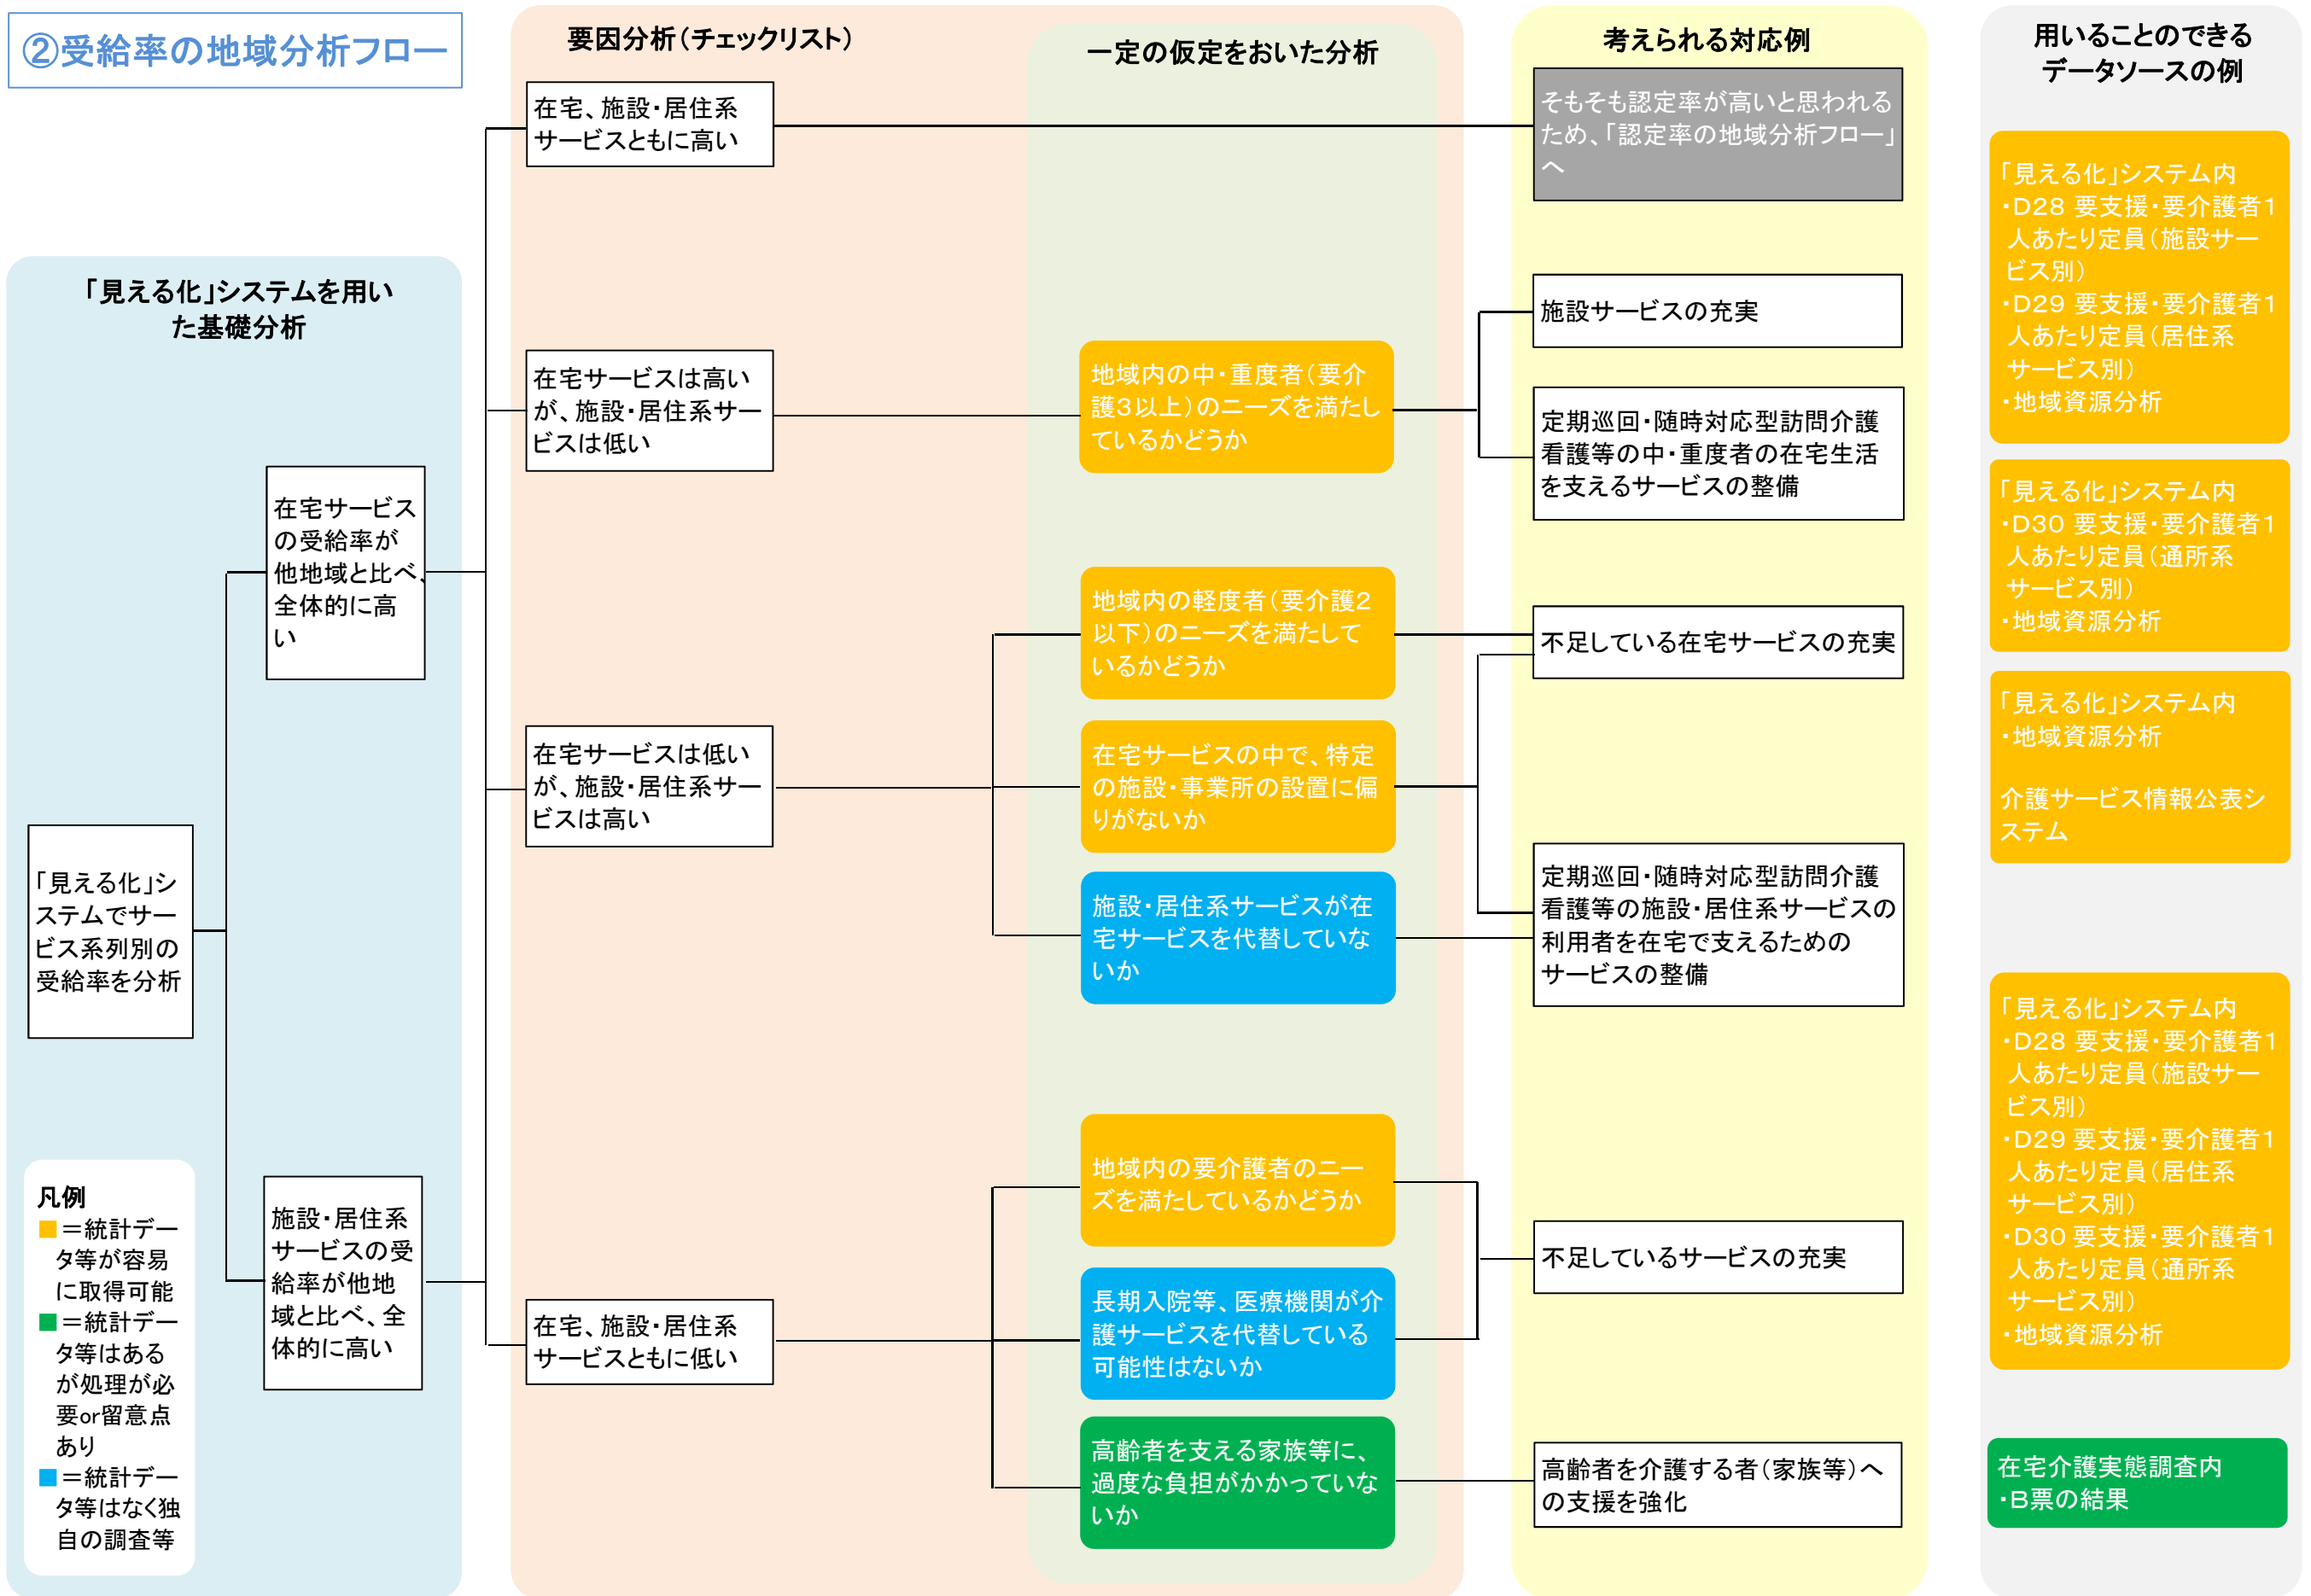 ②受給率の地域分析フロー
「見える化」システムを用い
た基礎分析
「見える化」シ
ステムでサー
ビス系列別の
受給率を分析
在宅サービス
の受給率が
他地域と比べ、
全体的に高
い
施設・居住系
サービスの受
給率が他地
域と比べ、全
体的に高い
凡例
■＝統計デー
タ等が容易
に取得可能
■＝統計デー
タ等はある
が処理が必
要or留意点
あり
■＝統計デー
タ等はなく独
自の調査等
要因分析（チェックリスト）
在宅、施設・居住系
サービスともに高い
在宅サービスは高い
が、施設・居住系サー
ビスは低い
在宅サービスは低い
が、施設・居住系サー
ビスは高い
在宅、施設・居住系
サービスともに低い
一定の仮定をおいた分析
地域内の中・重度者（要介
護３以上）のニーズを満たし
ているかどうか
地域内の軽度者（要介護２
以下）のニーズを満たして
いるかどうか
在宅サービスの中で、特定
の施設・事業所の設置に偏
りがないか
施設・居住系サービスが在
宅サービスを代替していな
いか
地域内の要介護者のニー
ズを満たしているかどうか
長期入院等、医療機関が介
護サービスを代替している
可能性はないか
高齢者を支える家族等に、
過度な負担がかかっていな
いか
考えられる対応例
そもそも認定率が高いと思われる
ため、「認定率の地域分析フロー」
へ
施設サービスの充実
定期巡回・随時対応型訪問介護
看護等の中・重度者の在宅生活
を支えるサービスの整備
不足している在宅サービスの充実
定期巡回・随時対応型訪問介護
看護等の施設・居住系サービスの
利用者を在宅で支えるための
サービスの整備
不足しているサービスの充実
高齢者を介護する者（家族等）へ
の支援を強化
用いることのできる
データソースの例
「見える化」システム内
・Ｄ２８ 要支援・要介護者１
人あたり定員（施設サー
ビス別）
・Ｄ２９ 要支援・要介護者１
人あたり定員（居住系
サービス別）
・地域資源分析
「見える化」システム内
・Ｄ３０ 要支援・要介護者１
人あたり定員（通所系
サービス別）
・地域資源分析
「見える化」システム内
・地域資源分析
介護サービス情報公表シ
ステム
「見える化」システム内
・Ｄ２８ 要支援・要介護者１
人あたり定員（施設サー
ビス別）
・Ｄ２９ 要支援・要介護者１
人あたり定員（居住系
サービス別）
・Ｄ３０ 要支援・要介護者１
人あたり定員（通所系
サービス別）
・地域資源分析
在宅介護実態調査内
・Ｂ票の結果